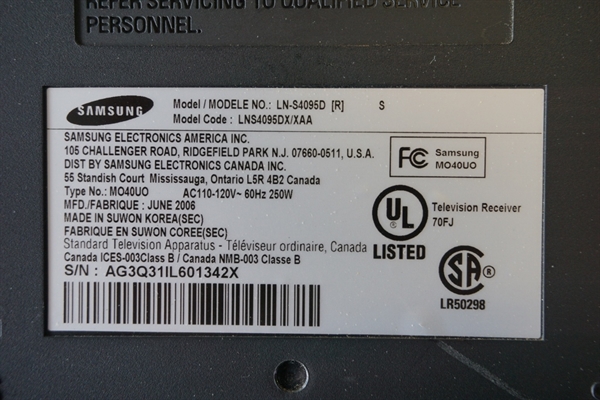 REFER SERVICING TO QUALIFIED SERVICE
PERSONNEL.
SAMSUNG
Model / MODELE NO.: LN-S4095D [R] S
Model Code : LNS4095DX/XAA
SAMSUNG ELECTRONICS AMERICA INC.
105 CHALLENGER ROAD, RIDGEFIELD PARK N.J. 07660-0511, U.S.A.
DIST BY SAMSUNG ELECTRONICS CANADA INC.
55 Standish Court Mississauga, Ontario L5R 4B2 Canada
Type No.: MO40UO AC110-120V~ 60Hz 250W
MFD./FABRIQUE : JUNE 2006
MADE IN SUWON KOREA(SEC)
FABRIQUE EN SUWON COREE(SEC)
Standard Television Apparatus - Téléviseur ordinaire, Canada
Canada ICES-003Class B / Canada NMB-003 Classe B
S/N : AG3Q31IL601342X
FC Samsung
MO40UO
UL
LISTED
Television Receiver
70FJ
SA ®
LR50298